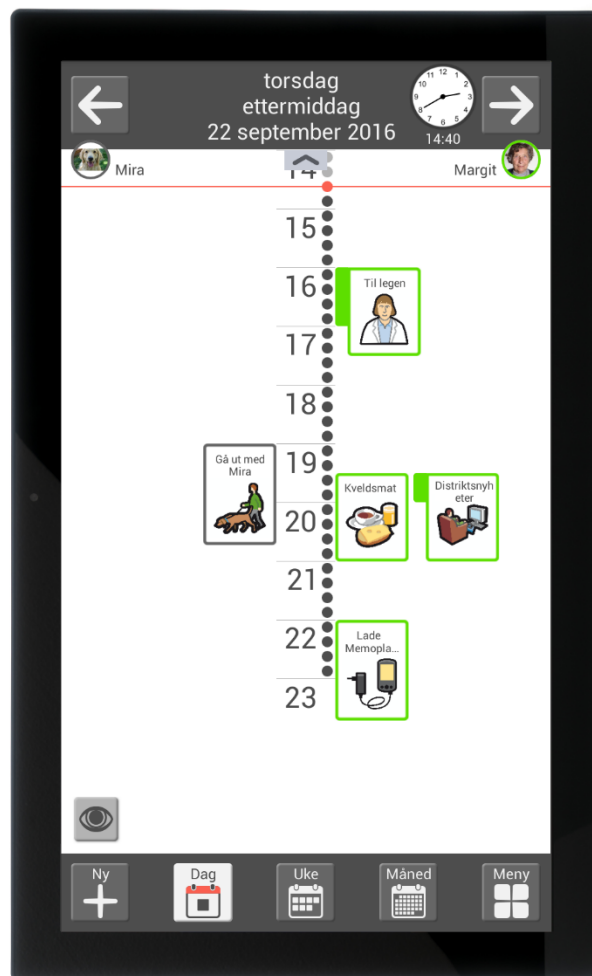 torsdag
ettermiddag
22 september 2016
12
14:40
Mira
Margit
14
15
16
Til legen
17
18
19
Gå ut med
Mira
Kveldsmat
Distriktsnyh
eter
20
21
22
Lade
Memopla...
23
Ny
Dag
Uke
Måned
Meny